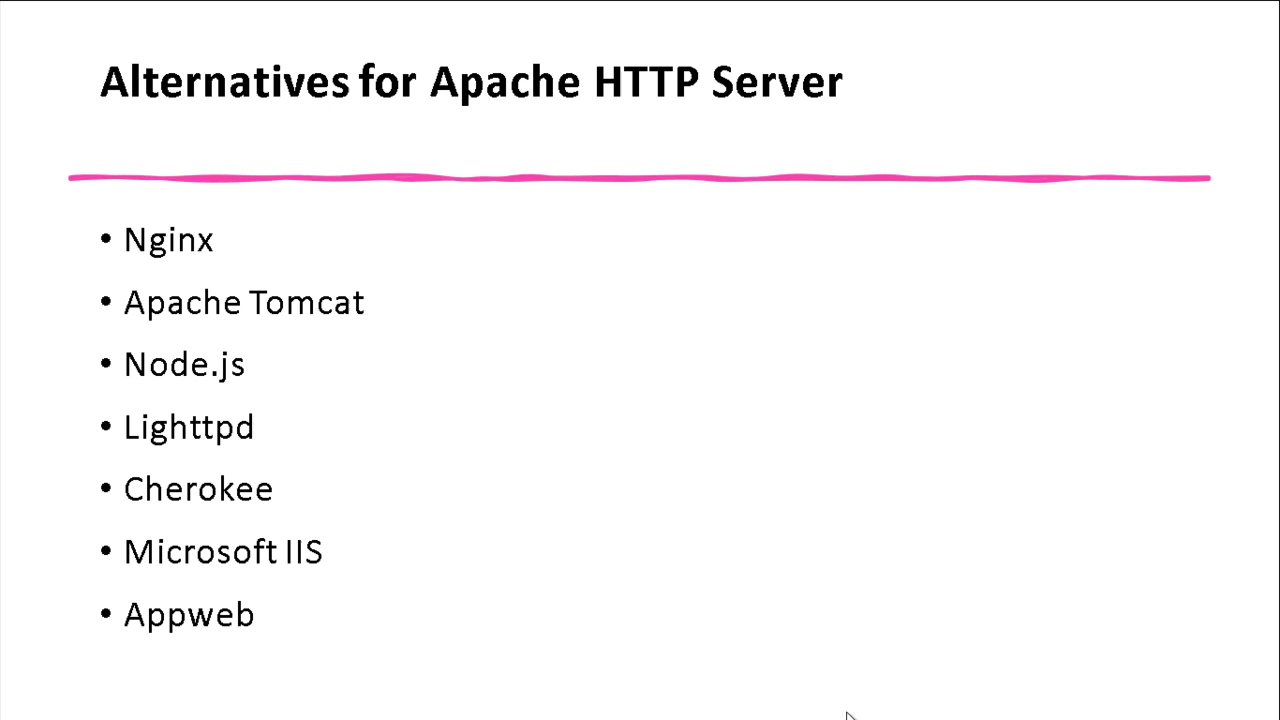 Alternatives for Apache HTTP Server
• Nginx
• Apache Tomcat
• Node.js
• Lighttpd
• Cherokee
• Microsoft IIS
• Appweb